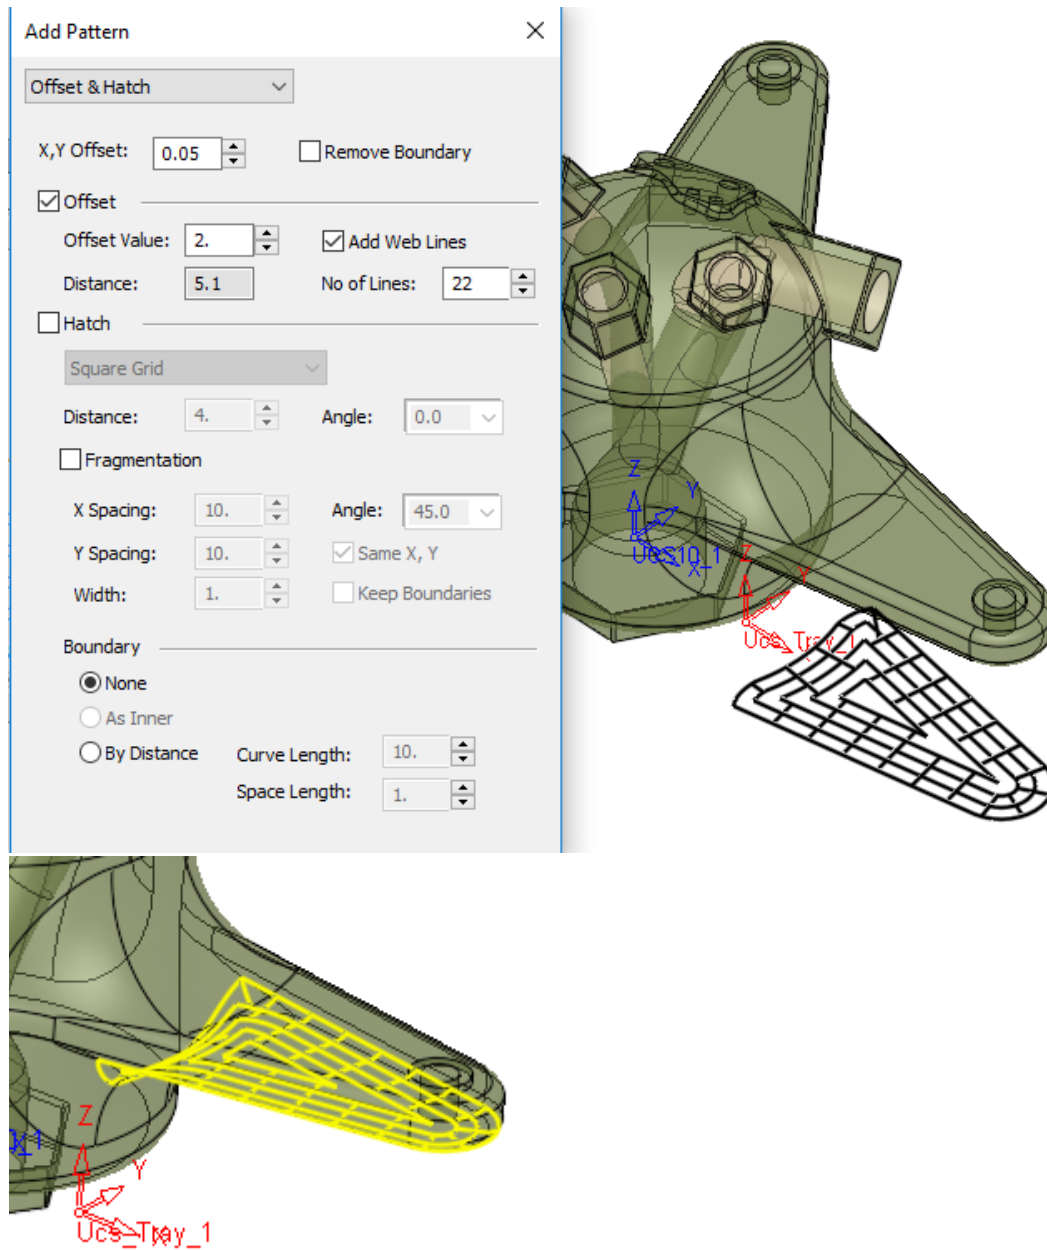 Add Pattern
Offset & Hatch
X,Y Offset: 0.05 Remove Boundary
Offset
Offset Value: 2. Add Web Lines
Distance: 5.1 No of Lines: 22
Hatch
Square Grid
Distance: 4. Angle: 0.0
Fragmentation
X Spacing: 10. Angle: 45.0
Y Spacing: 10. Same X, Y
Width: 1. Keep Boundaries
Boundary
None
As Inner
By Distance Curve Length: 10.
Space Length: 1.
Z
Y
X
Z
Y
Ucs_Tray_1
Z
Y
X
Ucs_Tray_1